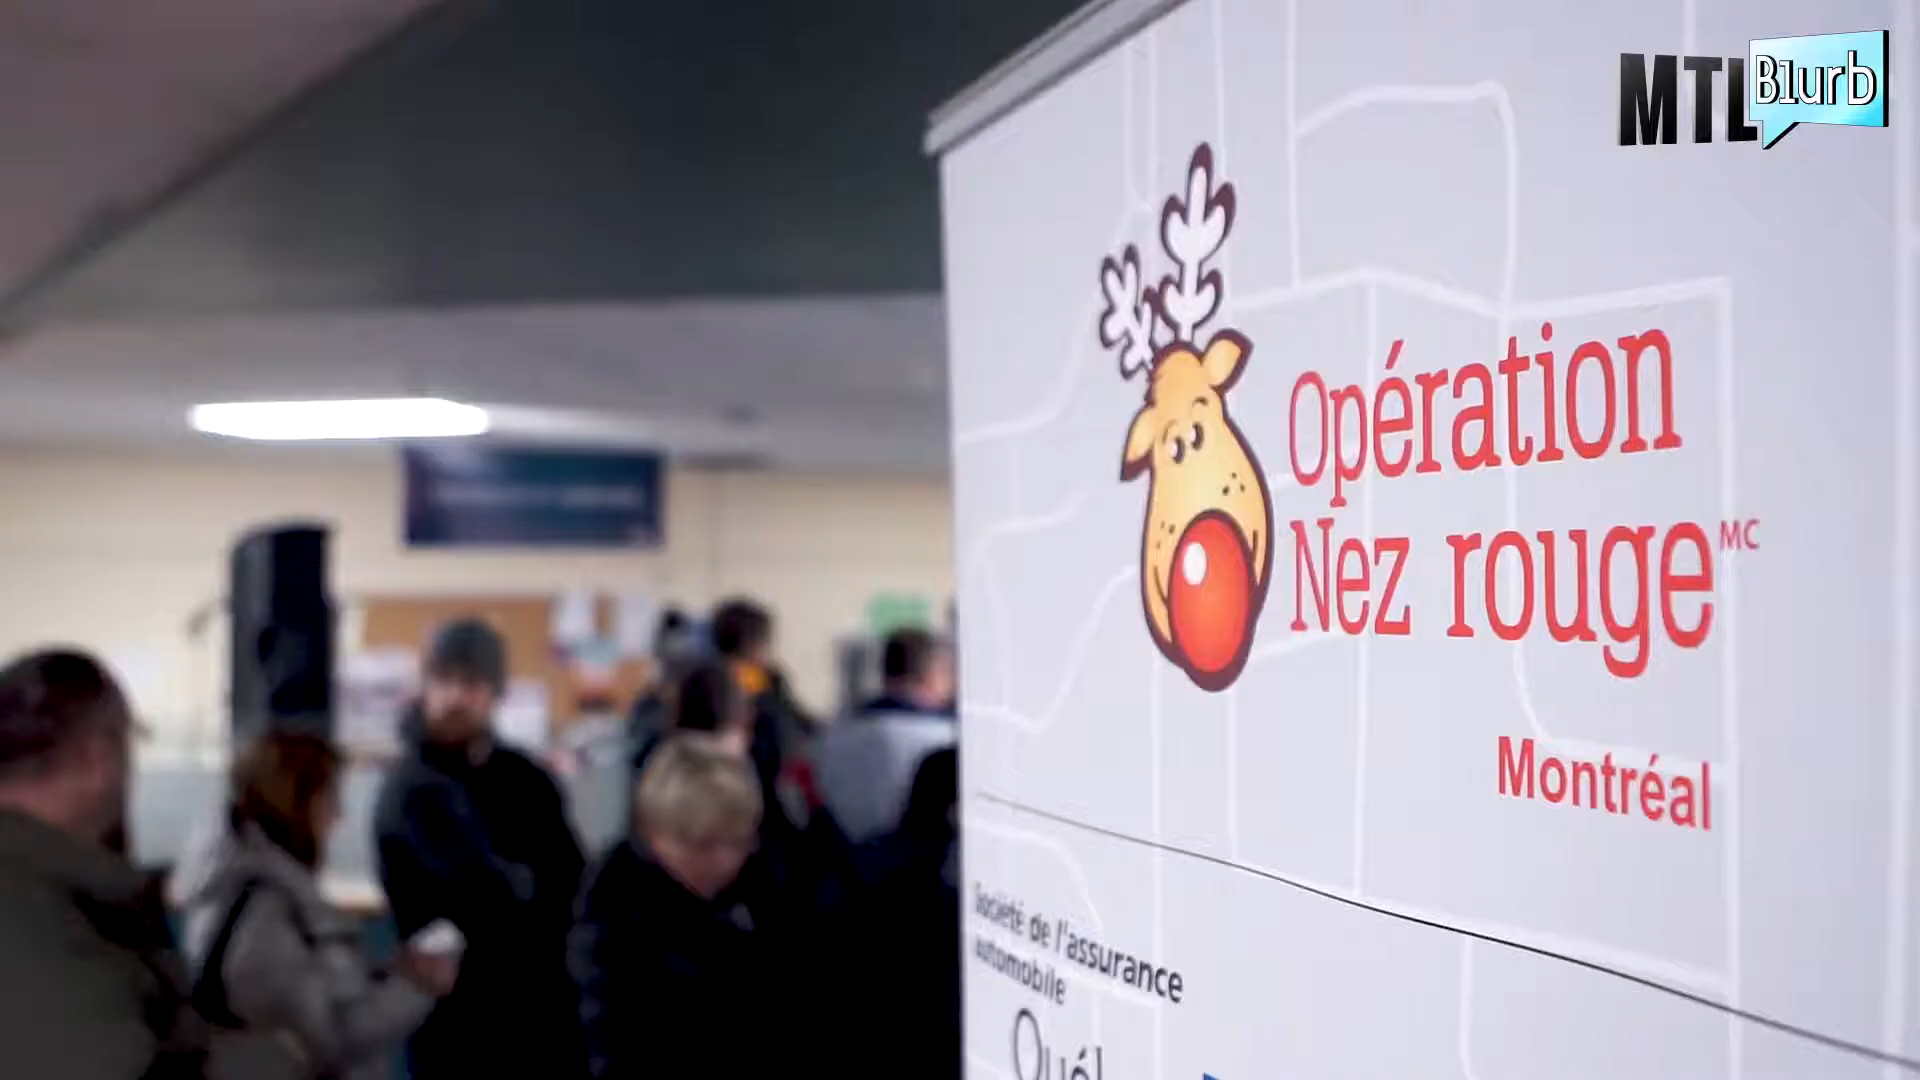 MTL Blurb
Opération
Nez rouge MC
Montréal
Société de l'assurance
automobile